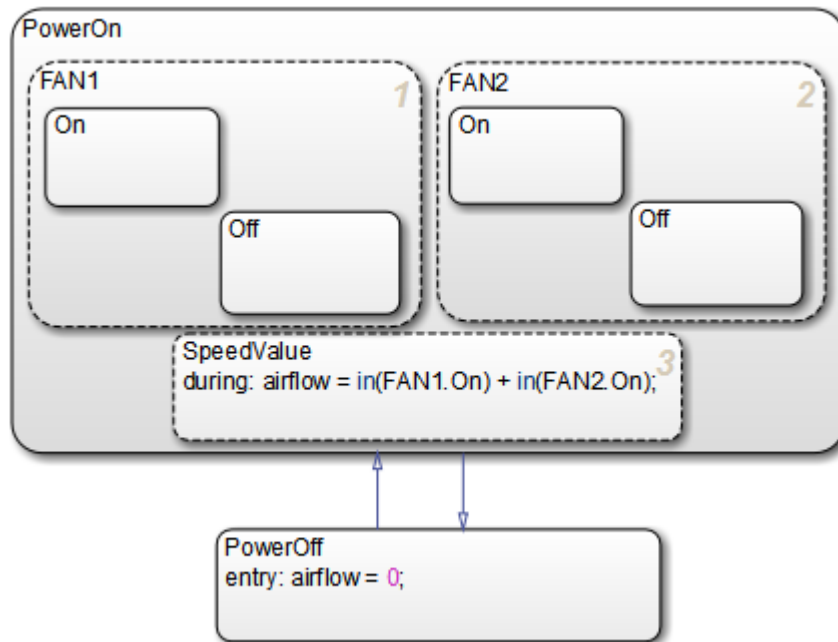 PowerOn
FAN1
1
On
Off
FAN2
2
On
Off
SpeedValue
3
during: airflow = in(FAN1.On) + in(FAN2.On);
PowerOff
entry: airflow = 0;